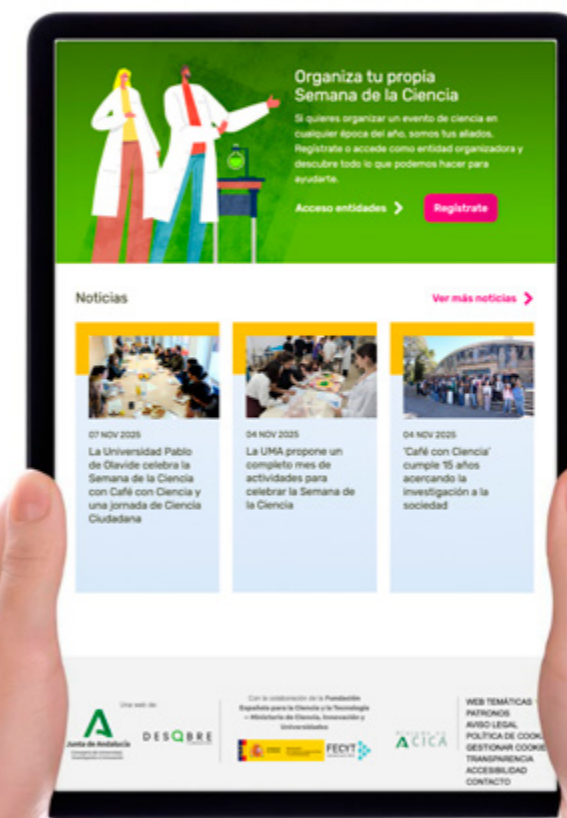 Organiza tu propia
Semana de la Ciencia
Si quieres organizar un evento de ciencia en
cualquier época del año, somos tus aliados.
Regístrate o accede como entidad organizadora y
descubre todo lo que podemos hacer para
ayudarte.
Acceso entidades
Regístrate
Noticias
Ver más noticias
07 NOV 2025
La Universidad Pablo
de Olavide celebra la
Semana de la Ciencia
con Café con Ciencia y
una jornada de Ciencia
Ciudadana
04 NOV 2025
La UMA propone un
completo mes de
actividades para
celebrar la Semana de
la Ciencia
04 NOV 2025
'Café con Ciencia'
cumple 15 años
acercando la
investigación a la
sociedad
Una web de:
Junta de Andalucía
DESQBRE
Con la colaboración de la Fundación
Española para la Ciencia y la Tecnología
– Ministerio de Ciencia, Innovación y
Universidades
FECYT
ACICA
WEB TEMÁTICAS
PATRONOS
AVISO LEGAL
POLÍTICA DE COOK
GESTIONAR COOKIE
TRANSPARENCIA
ACCESIBILIDAD
CONTACTO